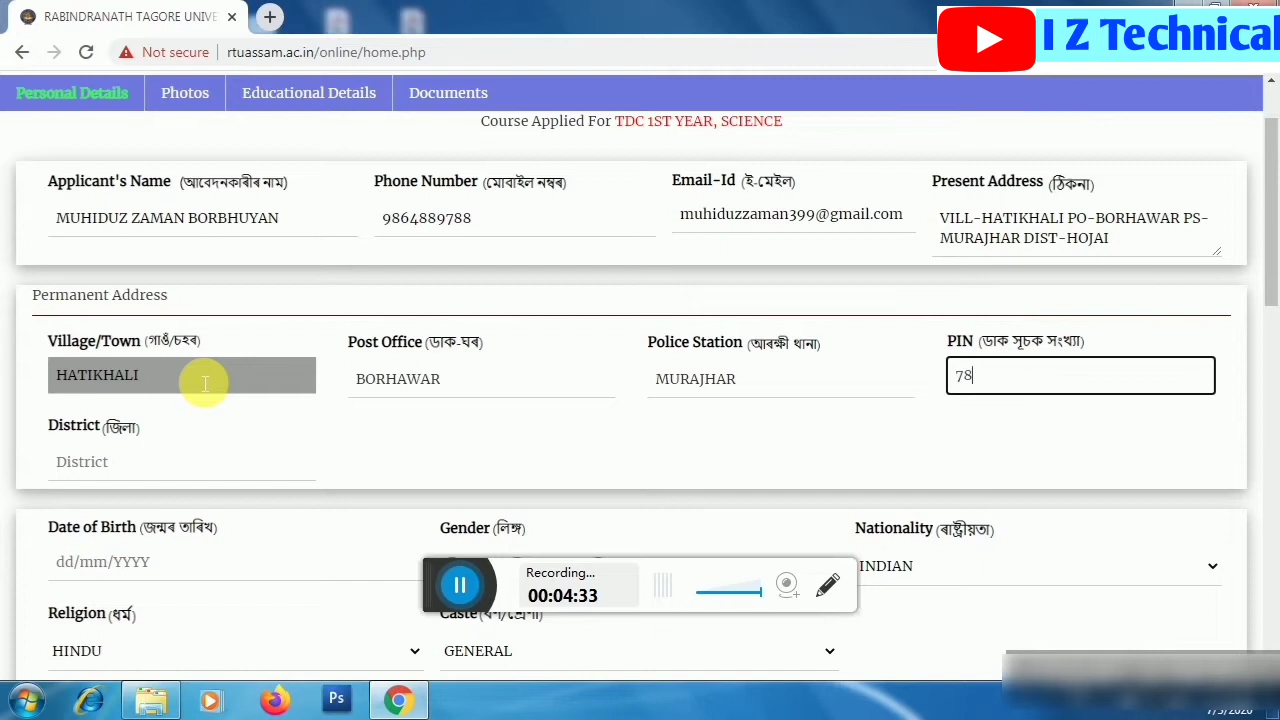 RABINDRANATH TAGORE UNIVE
I Z Technical
Not secure rtuassam.ac.in/online/home.php
Personal Details Photos Educational Details Documents
Course Applied For TDC 1ST YEAR, SCIENCE
Applicant's Name (আবেদনকাৰীৰ নাম) Phone Number (মোবাইল নম্বৰ) Email-Id (ই-মেইল) Present Address (ঠিকনা)
MUHIDUZ ZAMAN BORBHUYAN 9864889788 muhiduzzaman399@gmail.com VILL-HATIKHALI PO-BORHAWAR PS-
MURAJHAR DIST-HOJAI
Permanent Address
Village/Town (গাওঁ/চহৰ) Post Office (ডাক-ঘৰ) Police Station (আৰক্ষী থানা) PIN (ডাক সূচক সংখ্যা)
HATIKHALI BORHAWAR MURAJHAR 78
District (জিলা)
District
Date of Birth (জন্মৰ তাৰিখ) Gender (লিঙ্গ) Nationality (ৰাষ্ট্ৰীয়তা)
dd/mm/YYYY INDIAN
Recording...
00:04:33
Religion (ধৰ্ম) Caste
HINDU GENERAL
Ps